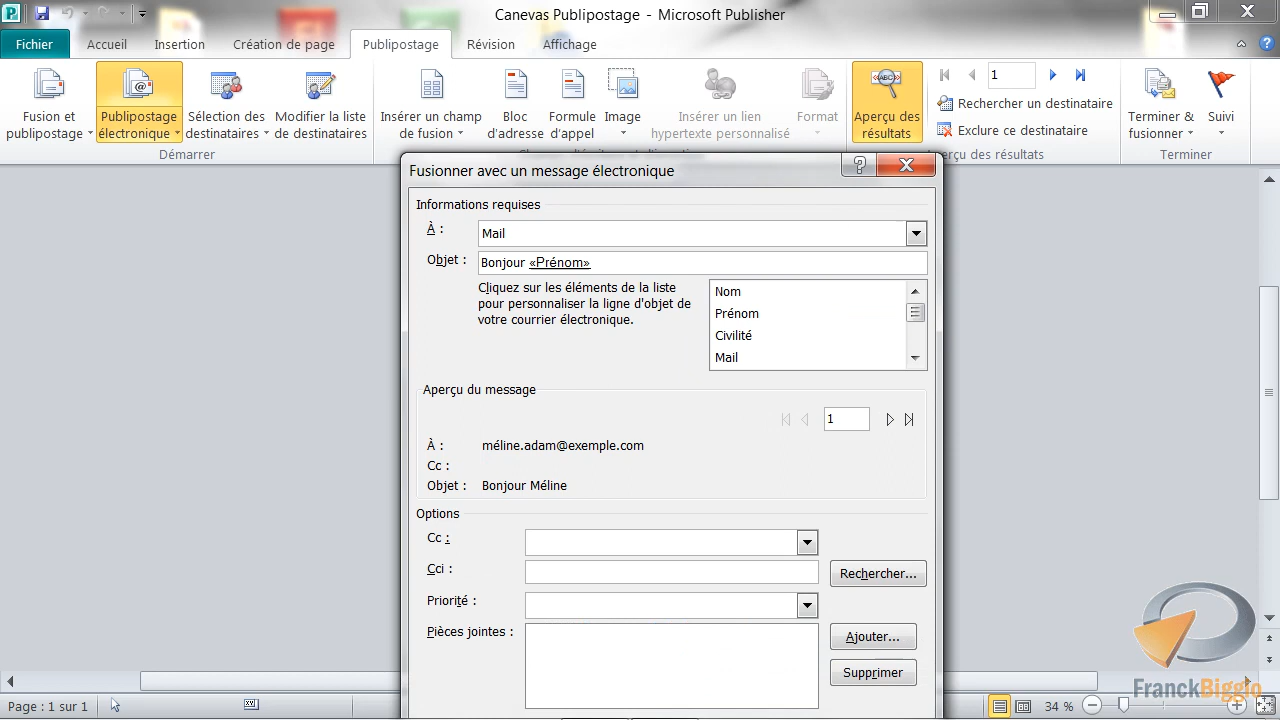 Canevas Publipostage - Microsoft Publisher
Fichier
Accueil
Insertion
Création de page
Publipostage
Révision
Affichage
Fusion et
publipostage
Publipostage
électronique
Sélection des
destinataires
Modifier la liste
de destinataires
Démarrer
Insérer un champ
de fusion
Bloc
d'adresse
Formule
d'appel
Image
Insérer un lien
hypertexte personnalisé
Format
Aperçu des
résultats
1
Rechercher un destinataire
Exclure ce destinataire
erçu des résultats
Terminer &
fusionner
Suivi
Terminer
Fusionner avec un message électronique
Informations requises
À :
Mail
Objet :
Bonjour «Prénom»
Cliquez sur les éléments de la liste
pour personnaliser la ligne d'objet de
votre courrier électronique.
Nom
Prénom
Civilité
Mail
Aperçu du message
1
À :
méline.adam@exemple.com
Cc :
Objet :
Bonjour Méline
Options
Cc :
Cci :
Rechercher...
Priorité :
Pièces jointes :
Ajouter...
Supprimer
FranckBiggio
Page : 1 sur 1
34 %